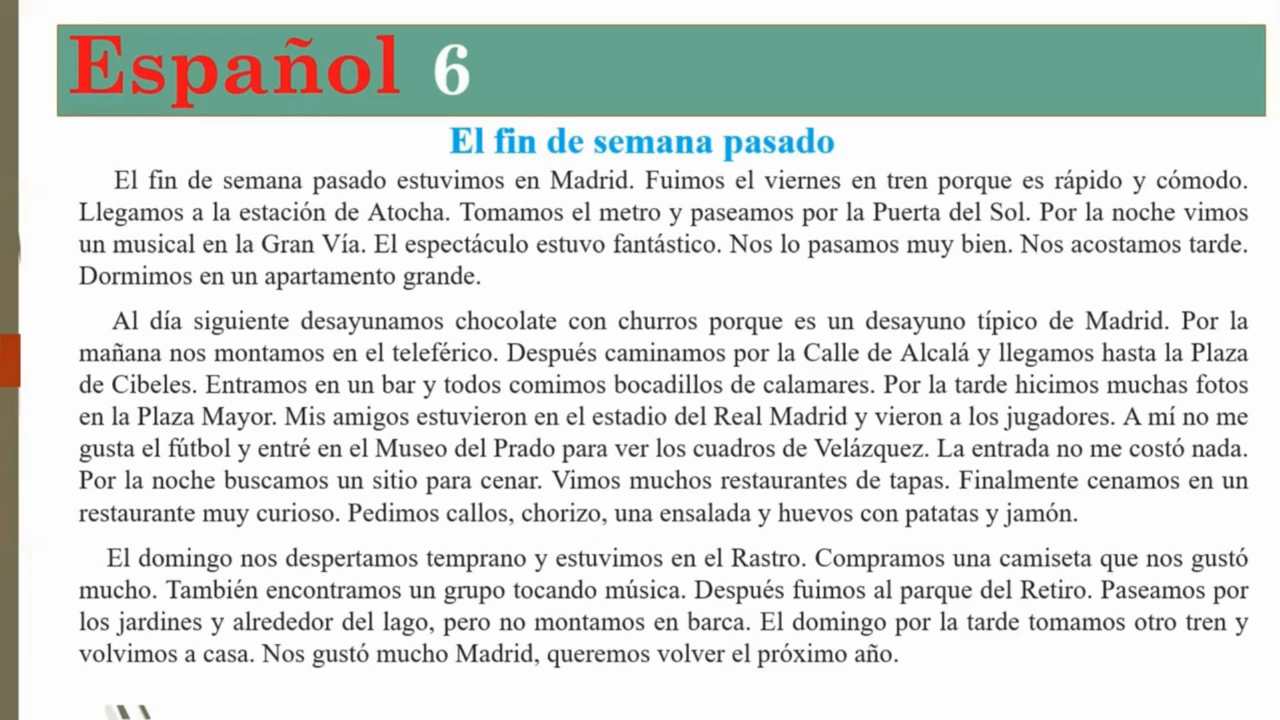 Español 6
El fin de semana pasado
El fin de semana pasado estuvimos en Madrid. Fuimos el viernes en tren porque es rápido y cómodo.
Llegamos a la estación de Atocha. Tomamos el metro y paseamos por la Puerta del Sol. Por la noche vimos
un musical en la Gran Vía. El espectáculo estuvo fantástico. Nos lo pasamos muy bien. Nos acostamos tarde.
Dormimos en un apartamento grande.
Al día siguiente desayunamos chocolate con churros porque es un desayuno típico de Madrid. Por la
mañana nos montamos en el teleférico. Después caminamos por la Calle de Alcalá y llegamos hasta la Plaza
de Cibeles. Entramos en un bar y todos comimos bocadillos de calamares. Por la tarde hicimos muchas fotos
en la Plaza Mayor. Mis amigos estuvieron en el estadio del Real Madrid y vieron a los jugadores. A mí no me
gusta el fútbol y entré en el Museo del Prado para ver los cuadros de Velázquez. La entrada no me costó nada.
Por la noche buscamos un sitio para cenar. Vimos muchos restaurantes de tapas. Finalmente cenamos en un
restaurante muy curioso. Pedimos callos, chorizo, una ensalada y huevos con patatas y jamón.
El domingo nos despertamos temprano y estuvimos en el Rastro. Compramos una camiseta que nos gustó
mucho. También encontramos un grupo tocando música. Después fuimos al parque del Retiro. Paseamos por
los jardines y alrededor del lago, pero no montamos en barca. El domingo por la tarde tomamos otro tren y
volvimos a casa. Nos gustó mucho Madrid, queremos volver el próximo año.